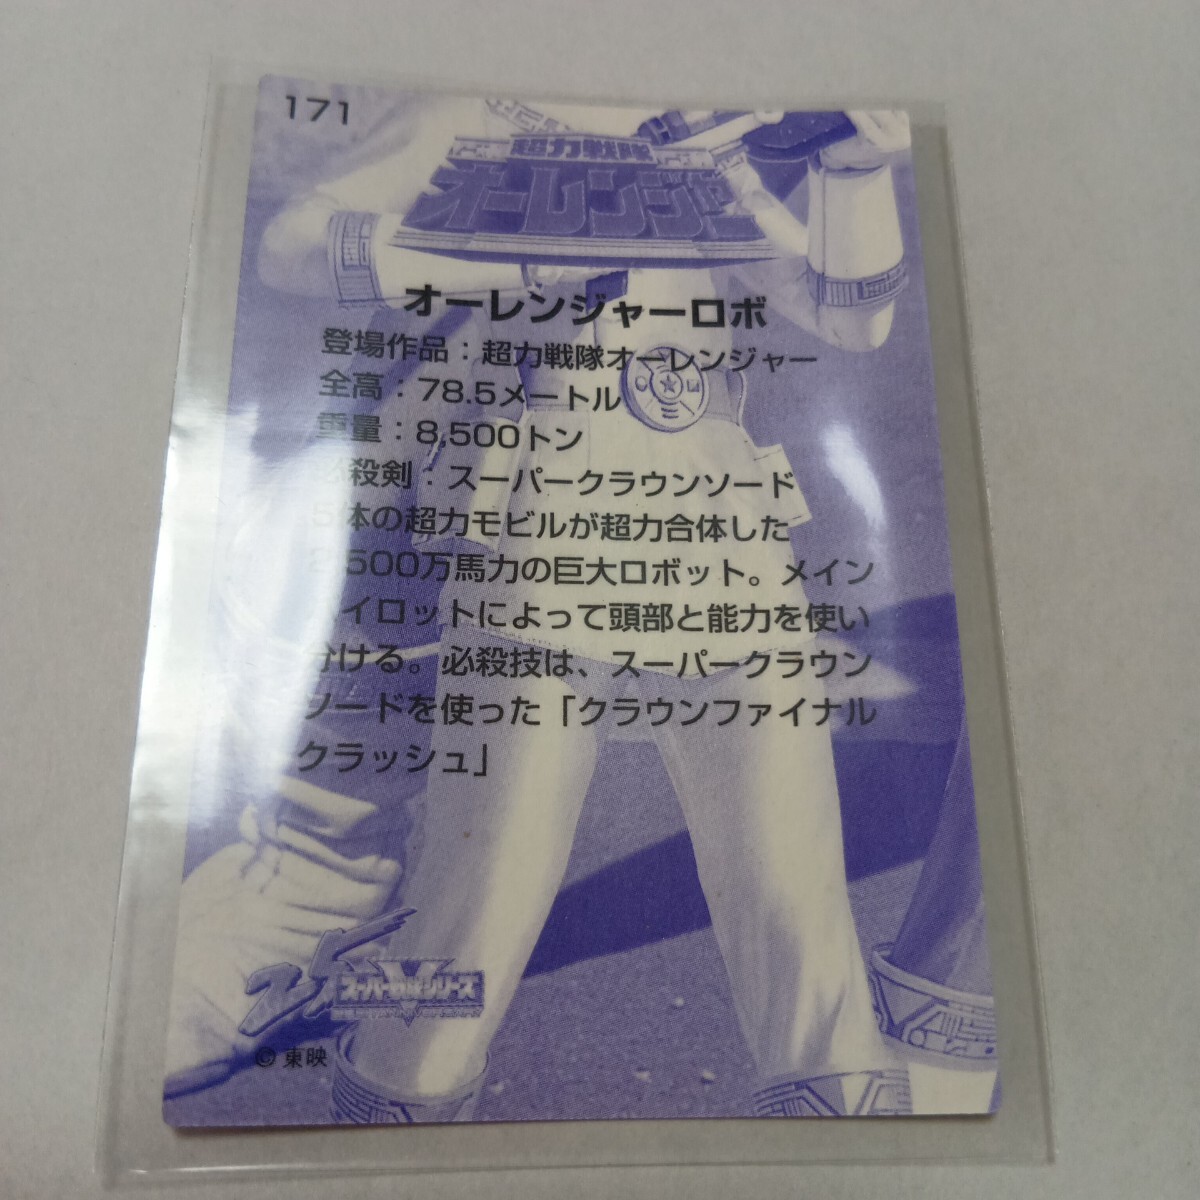 171
超力戦隊
オーレンジャー
オーレンジャーロボ
登場作品：超力戦隊オーレンジャー
全高：78.5メートル
重量：8,500トン
必殺剣：スーパークラウンソード
5体の超力モビルが超力合体した
2,500万馬力の巨大ロボット。メイン
パイロットによって頭部と能力を使い
分ける。必殺技は、スーパークラウン
ソードを使った「クラウンファイナル
クラッシュ」
スーパー戦隊シリーズ
© 東映